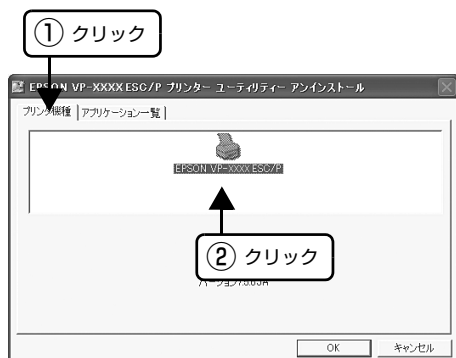 ① クリック
EPSON VP-XXXX ESC/P プリンター ユーティリティー アンインストール
プリンタ機種 アプリケーション一覧
EPSON VP-XXXX ESC/P
② クリック
OK キャンセル